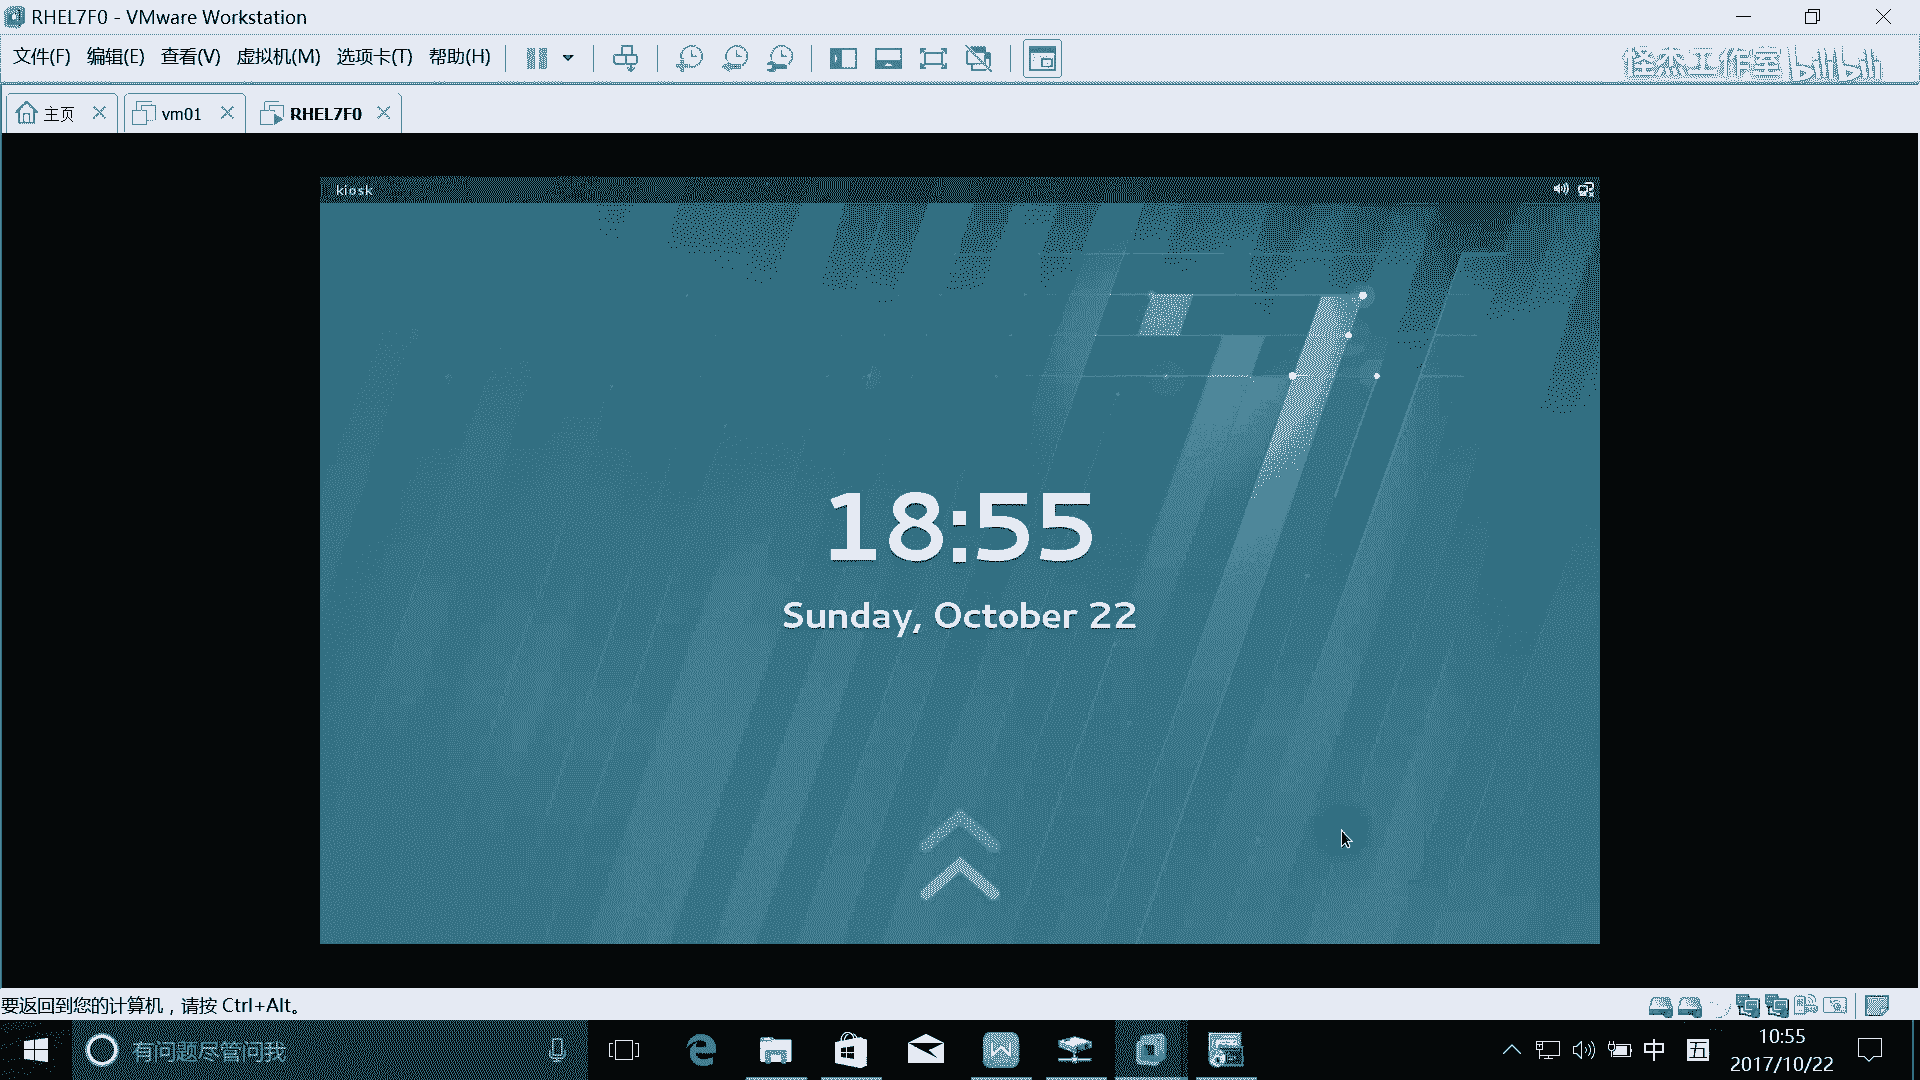 RHEL7F0 - VMware Workstation
文件(F) 编辑(E) 查看(V) 虚拟机(M) 选项卡(T) 帮助(H)
怪杰工作室 bilibili
主页 vm01 RHEL7F0
kiosk
18:55
Sunday, October 22
要返回到您的计算机，请按 Ctrl+Alt。
有问题尽管问我
中 五
10:55
2017/10/22